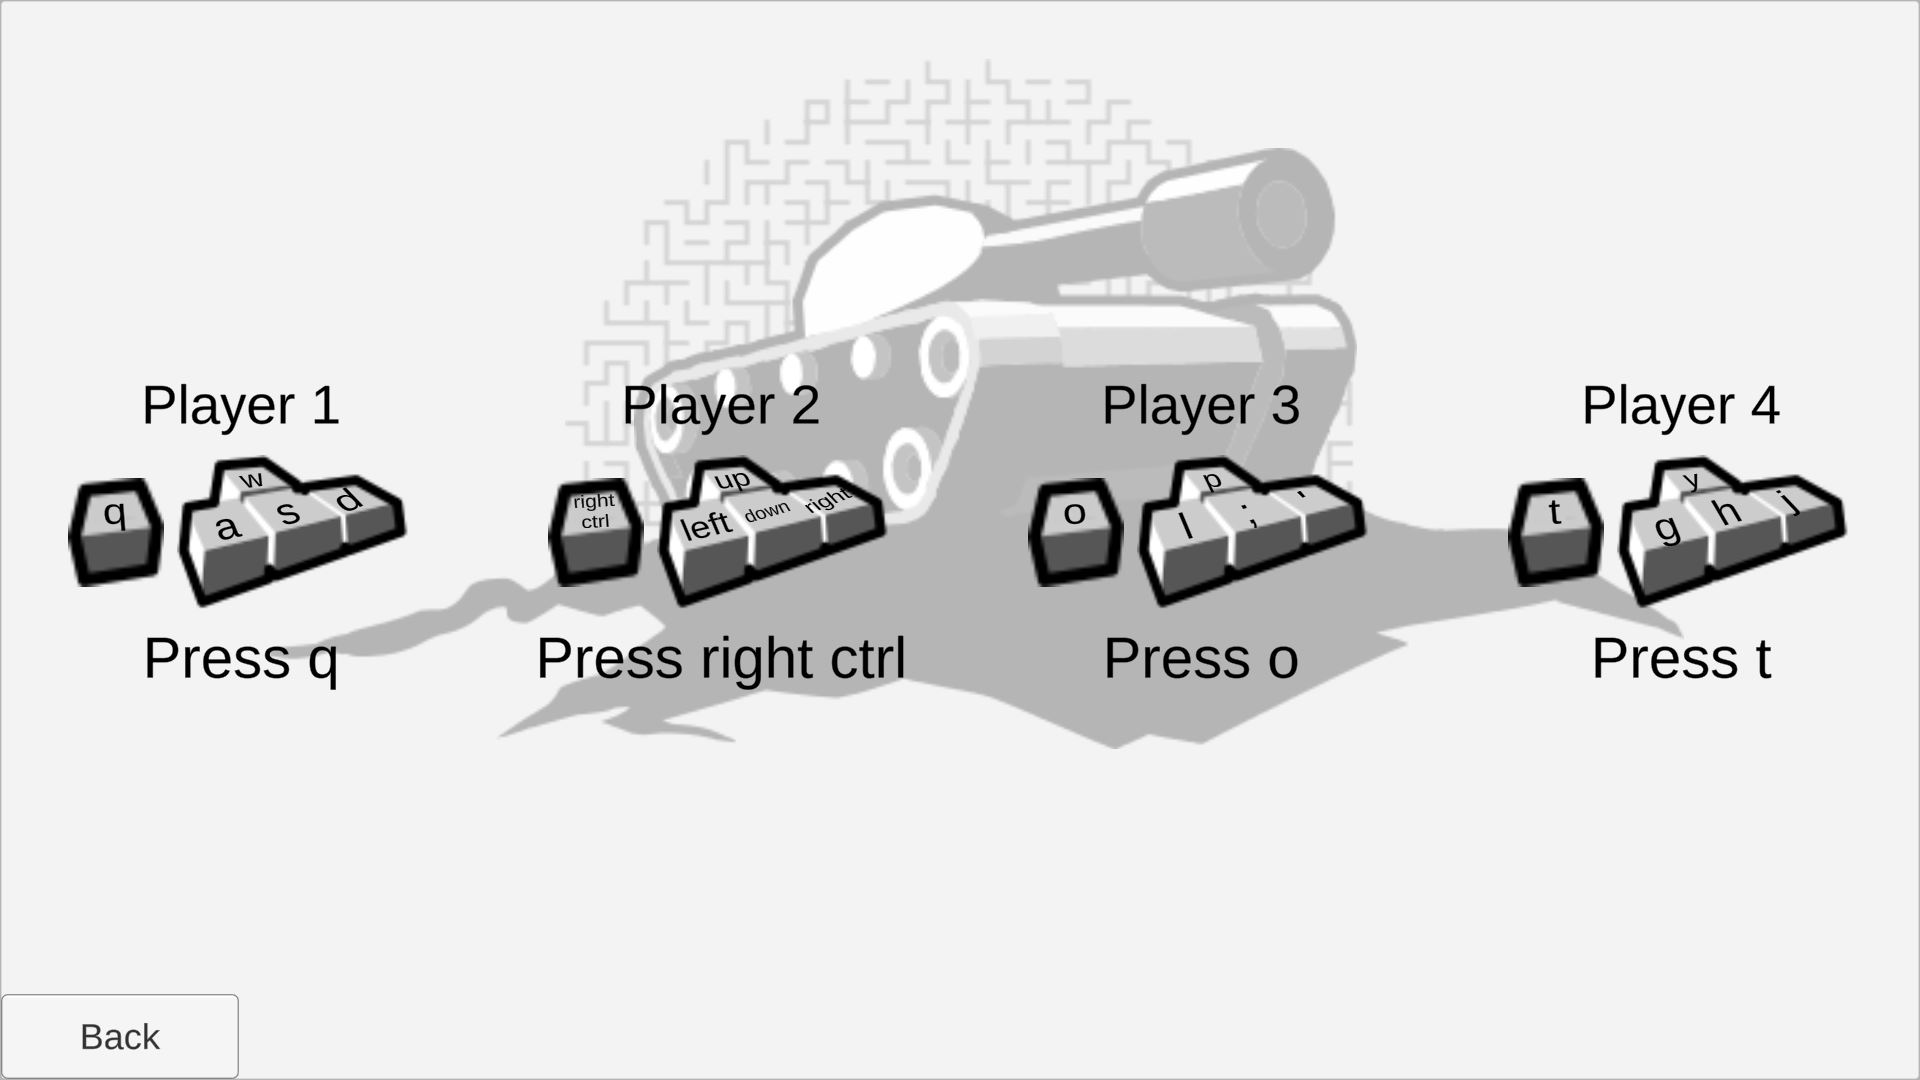 Player 1
Player 2
Player 3
Player 4
q
w
a s d
right
ctrl
up
left down right
o
p
l ; '
t
y
g h j
Press q
Press right ctrl
Press o
Press t
Back